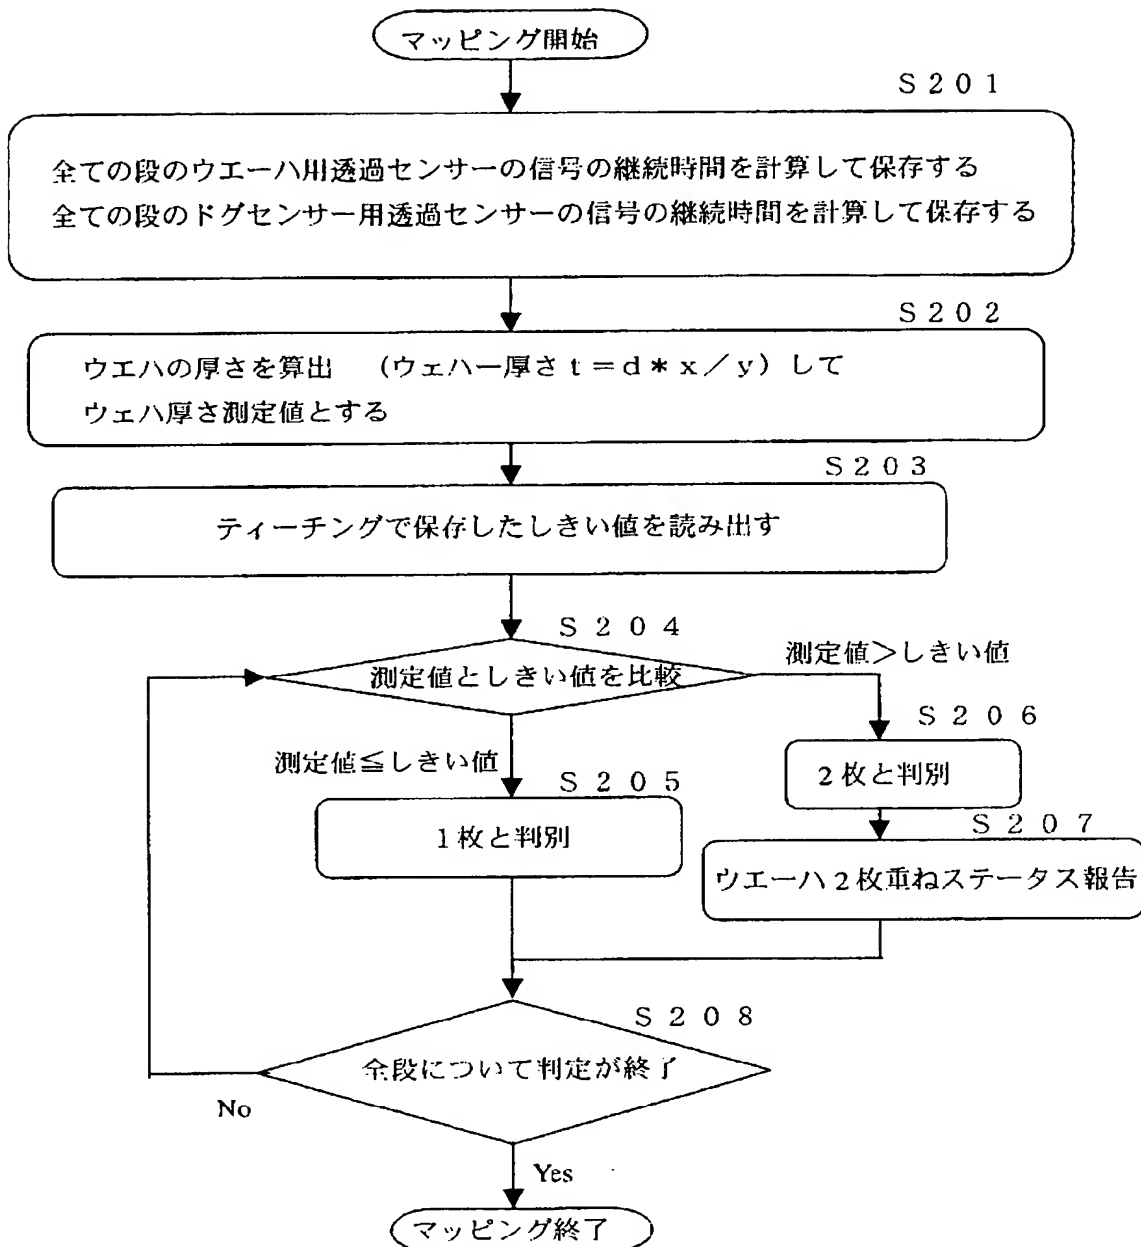 マッピング開始
S201
全ての段のウエーハ用透過センサーの信号の継続時間を計算して保存する
全ての段のドグセンサー用透過センサーの信号の継続時間を計算して保存する
S202
ウエハの厚さを算出　(ウェハー厚さt=d*x/y)して
ウェハ厚さ測定値とする
S203
ティーチングで保存したしきい値を読み出す
S204
測定値としきい値を比較
測定値>しきい値
S206
測定値≦しきい値
2枚と判別
S205
1枚と判別
S207
ウエーハ2枚重ねステータス報告
S208
全段について判定が終了
No
Yes
マッピング終了